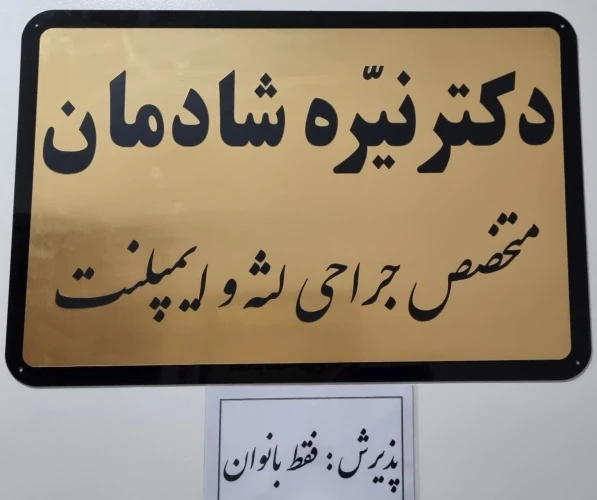 دکتر نیّره شادمان
متخصص جراحی لثه و ایمپلنت
پذیرش : فقط بانوان